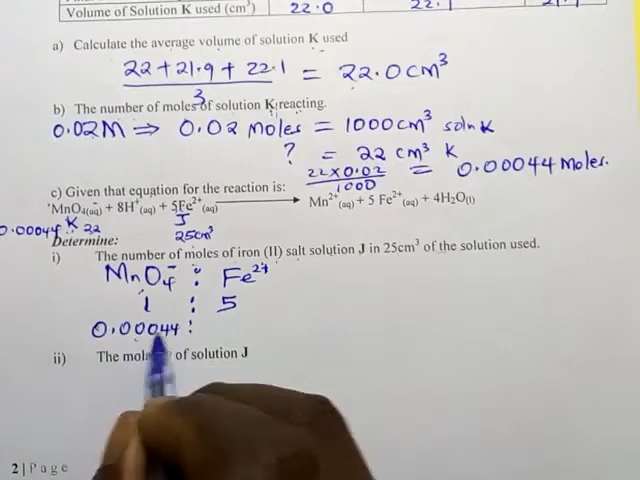 Volume of Solution K used (cm³) 22.0 22.1
a) Calculate the average volume of solution K used
22 + 21.9 + 22.1 = 22.0 cm³
3
b) The number of moles of solution K reacting.
0.02M ⇒ 0.02 moles = 1000cm³ soln K
? = 22 cm³ K
22 x 0.02 = 0.00044 moles.
1000
c) Given that equation for the reaction is:
MnO₄⁻(aq) + 8H⁺(aq) + 5Fe²⁺(aq) ⟶ Mn²⁺(aq) + 5 Fe²⁺(aq) + 4H₂O(l)
0.00044 K 22 J
25cm³
Determine:
i) The number of moles of iron (II) salt solution J in 25cm³ of the solution used.
MnO₄⁻ : Fe²⁺
1 : 5
0.00044 :
ii) The of solution J
2 | Page